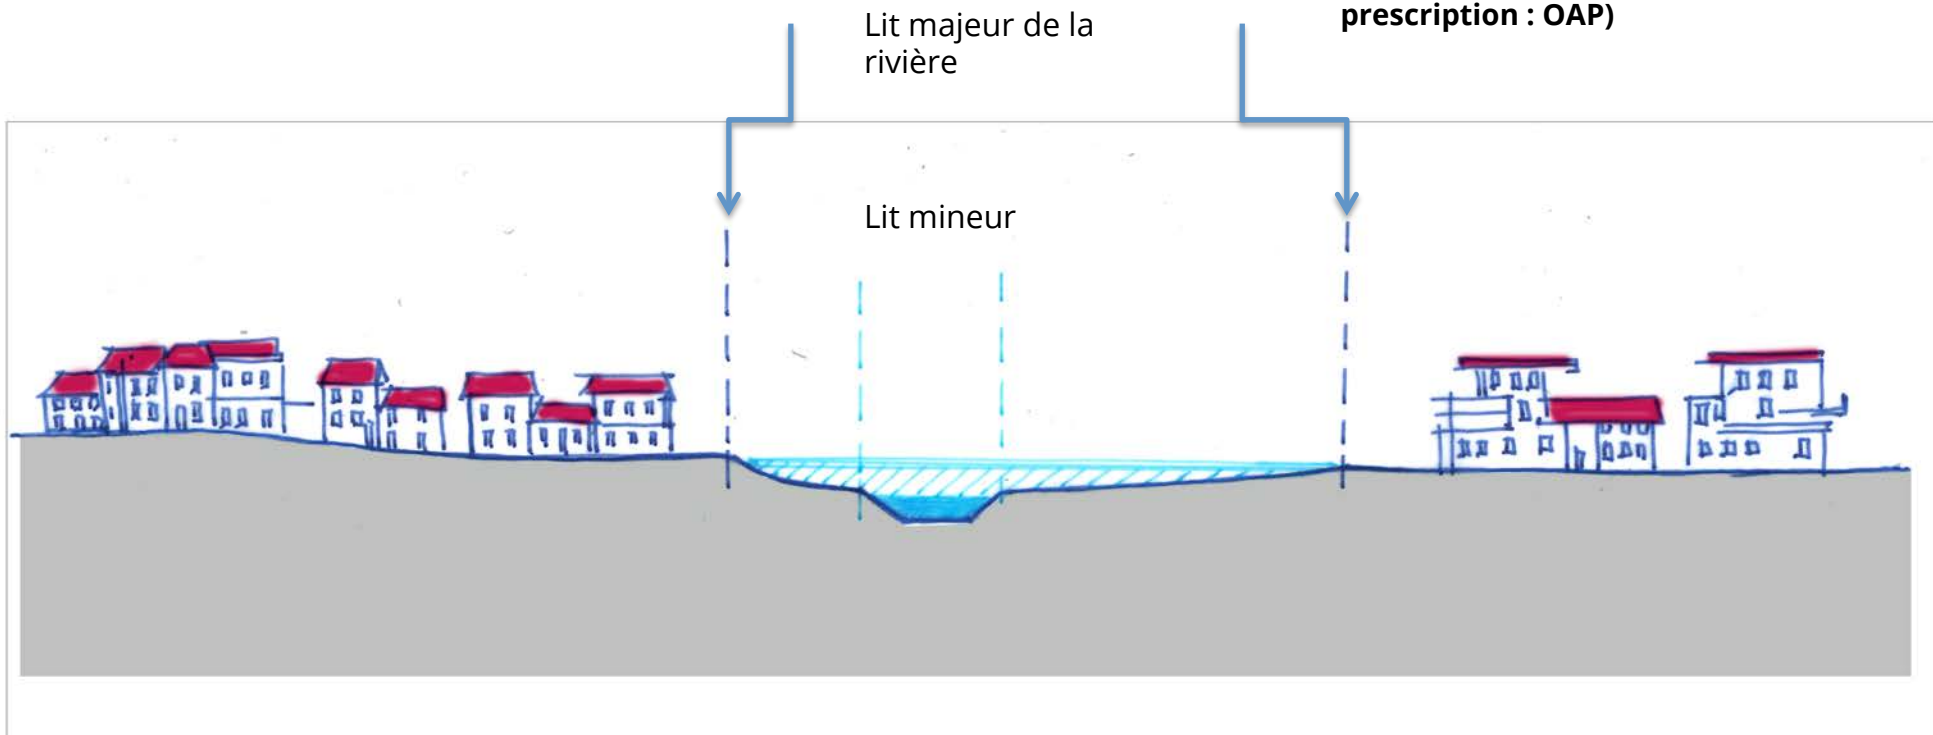 Lit majeur de la
rivière
prescription : OAP)
Lit mineur